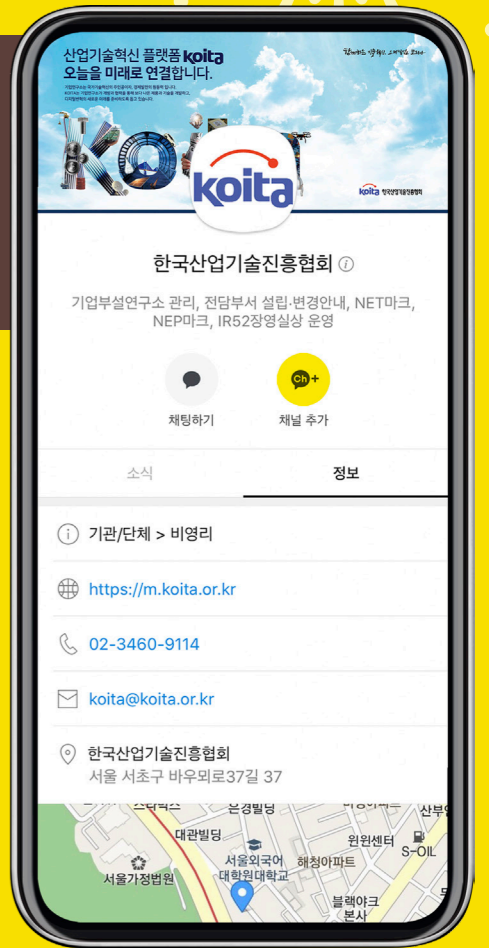 산업기술혁신 플랫폼 koita
오늘을 미래로 연결합니다.
koita
koita 한국산업기술진흥협회
한국산업기술진흥협회
기업부설연구소 관리, 전담부서 설립·변경안내, NET마크,
NEP마크, IR52장영실상 운영
Ch+
채팅하기
채널 추가
소식
정보
기관/단체 > 비영리
https://m.koita.or.kr
02-3460-9114
koita@koita.or.kr
한국산업기술진흥협회
서울 서초구 바우뫼로37길 37
은경빌딩
대관빌딩
윈윈센터
S-OIL
서울외국어
대학원대학교
해청아파트
서울가정법원
블랙야크
본사